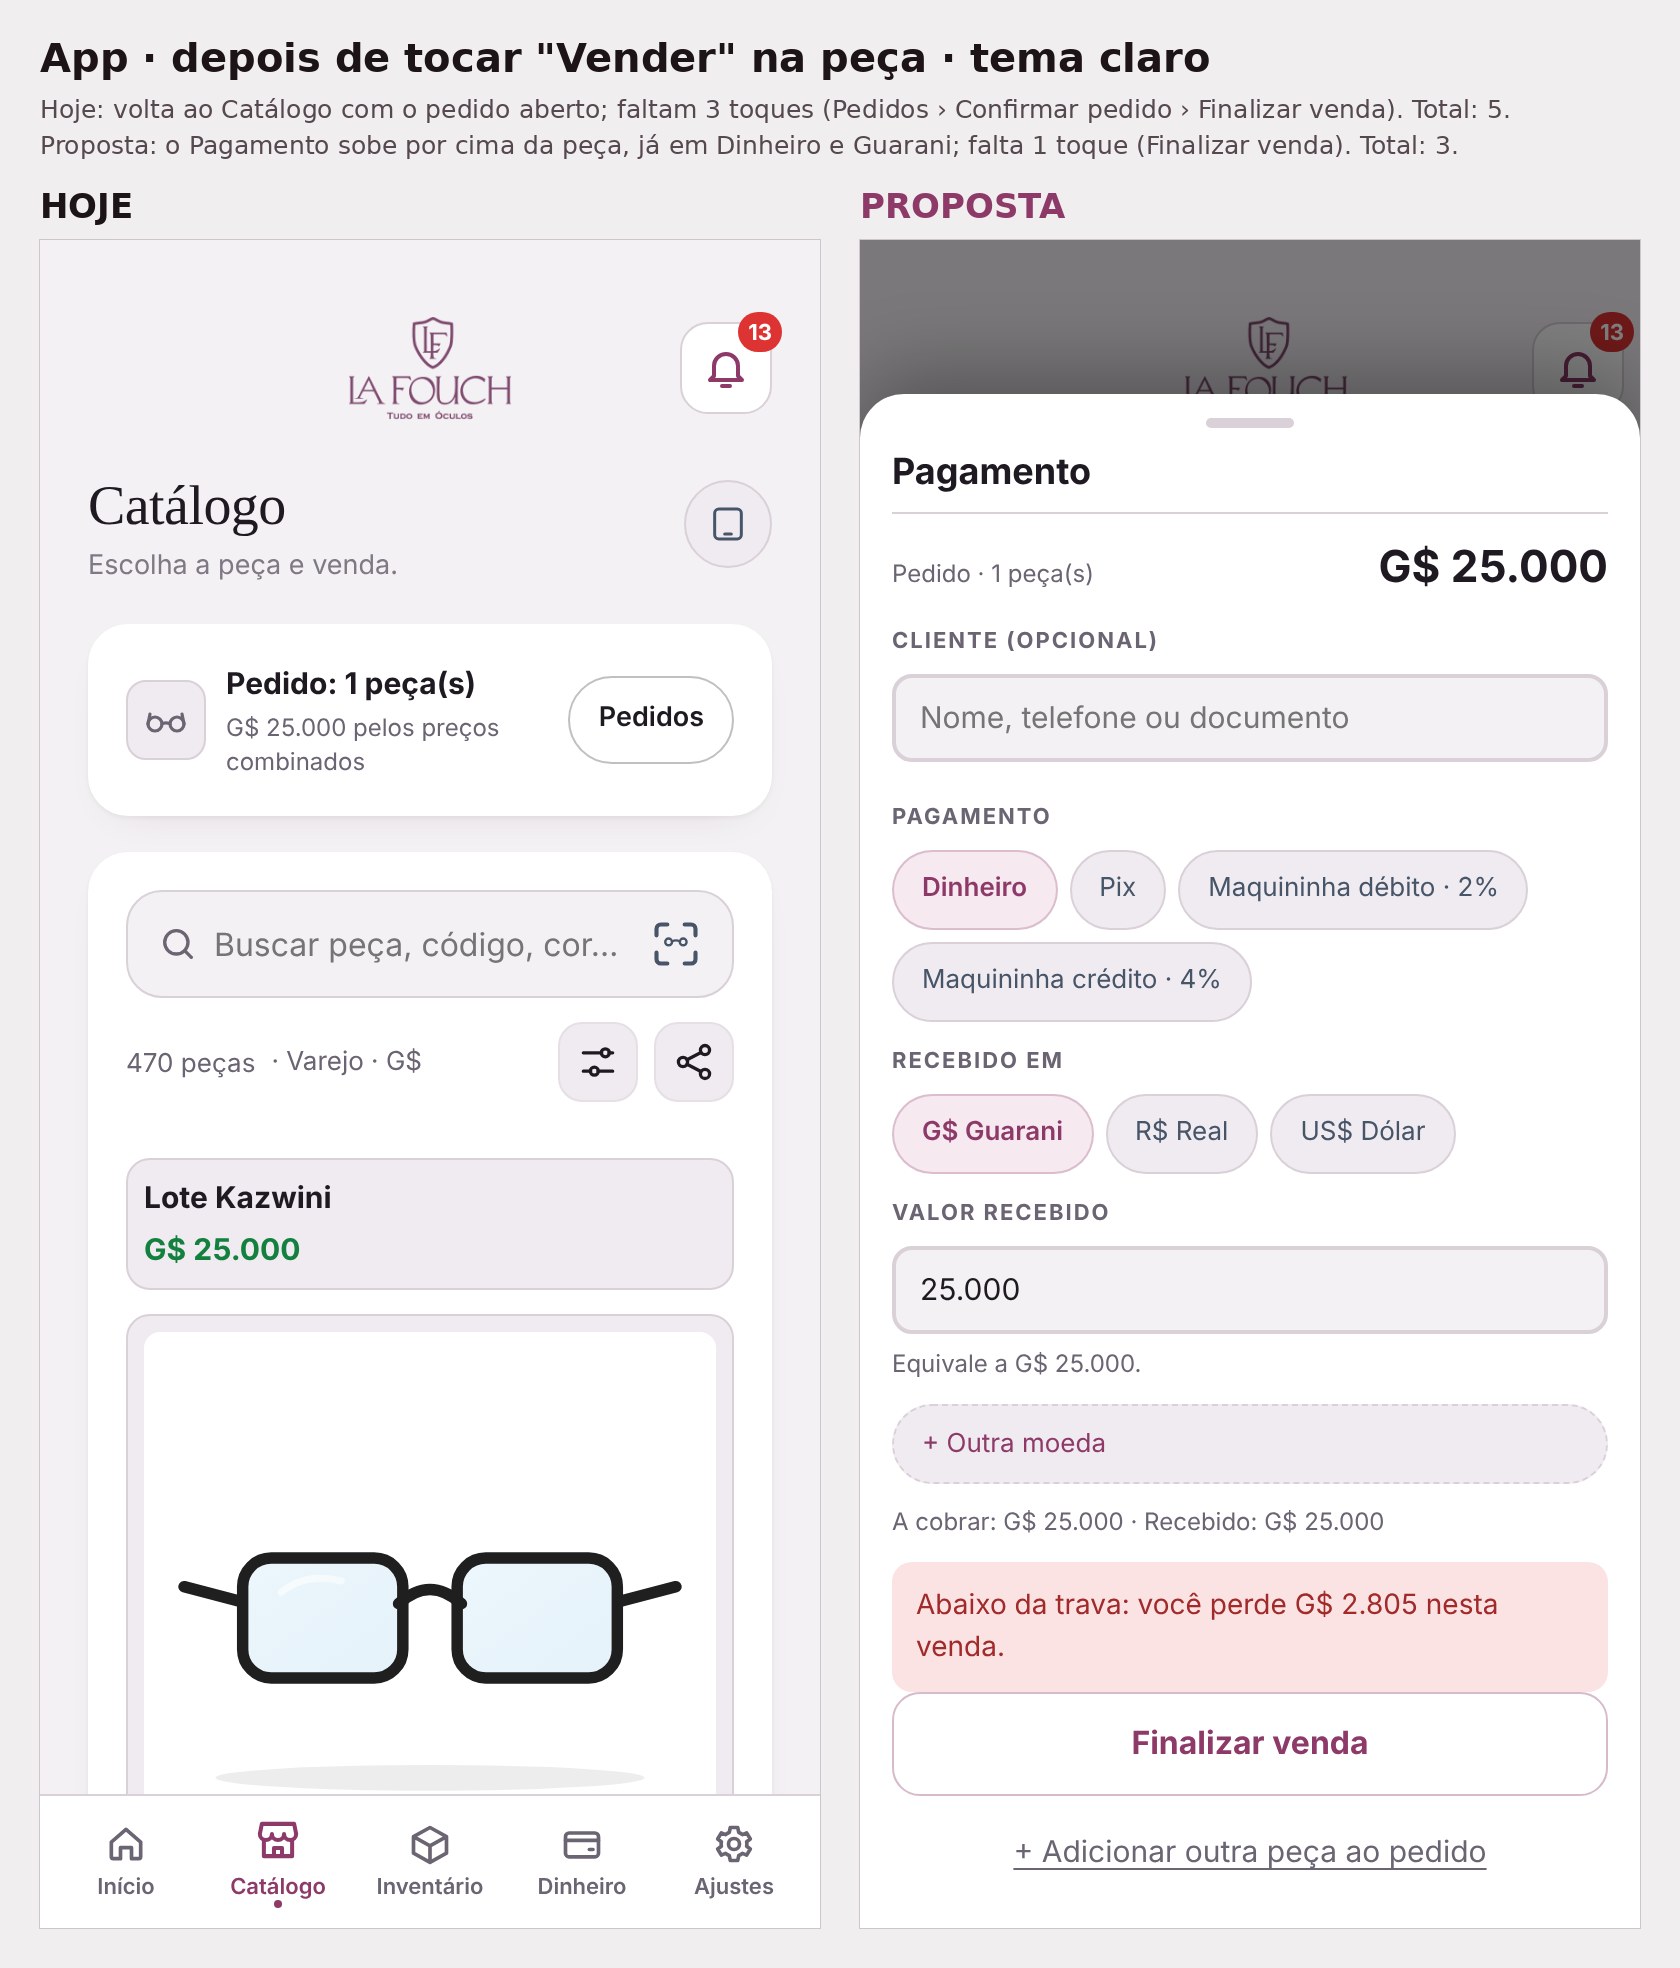 App · depois de tocar "Vender" na peça · tema claro
Hoje: volta ao Catálogo com o pedido aberto; faltam 3 toques (Pedidos › Confirmar pedido › Finalizar venda). Total: 5.
Proposta: o Pagamento sobe por cima da peça, já em Dinheiro e Guarani; falta 1 toque (Finalizar venda). Total: 3.
HOJE
13
LF
LA FOUCH
TUDO EM ÓCULOS
Catálogo
Escolha a peça e venda.
Pedido: 1 peça(s)
G$ 25.000 pelos preços
combinados
Pedidos
Buscar peça, código, cor...
470 peças · Varejo · G$
Lote Kazwini
G$ 25.000
Início
Catálogo
Inventário
Dinheiro
Ajustes
PROPOSTA
13
LF
LA FOUCH
Pagamento
Pedido · 1 peça(s)
G$ 25.000
CLIENTE (OPCIONAL)
Nome, telefone ou documento
PAGAMENTO
Dinheiro
Pix
Maquininha débito · 2%
Maquininha crédito · 4%
RECEBIDO EM
G$ Guarani
R$ Real
US$ Dólar
VALOR RECEBIDO
25.000
Equivale a G$ 25.000.
+ Outra moeda
A cobrar: G$ 25.000 · Recebido: G$ 25.000
Abaixo da trava: você perde G$ 2.805 nesta
venda.
Finalizar venda
+ Adicionar outra peça ao pedido